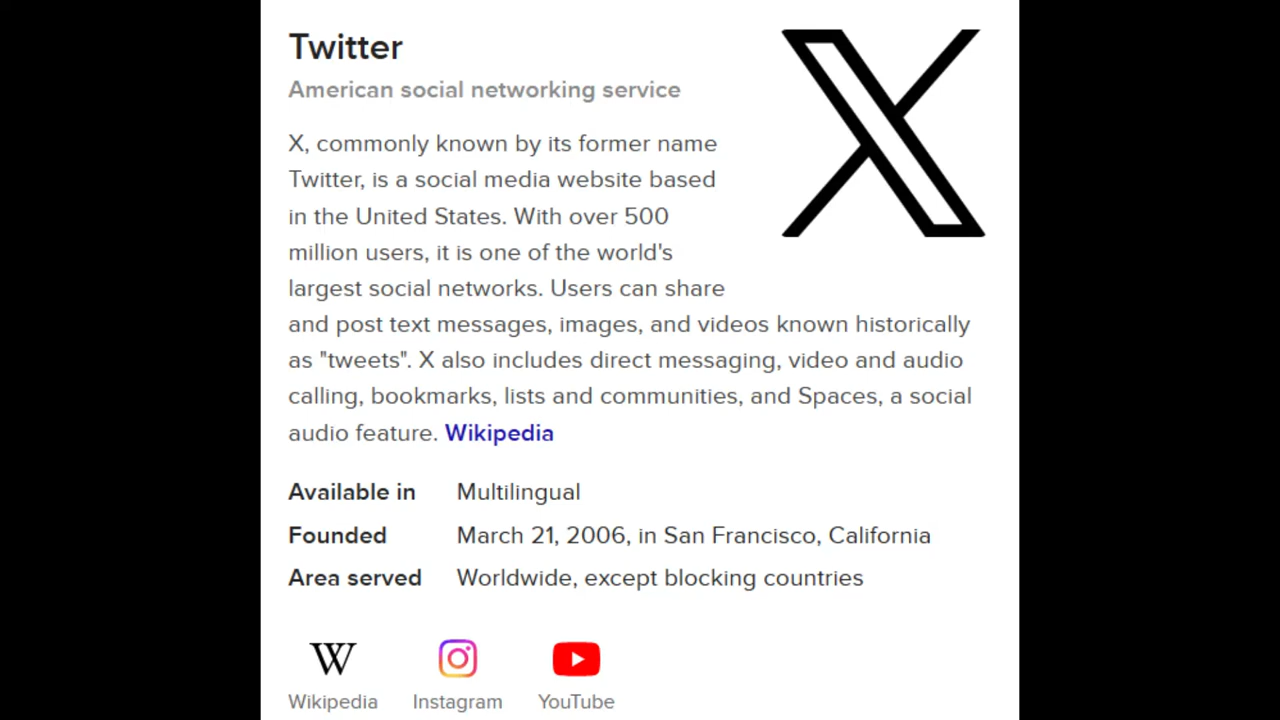 Twitter
American social networking service
X, commonly known by its former name
Twitter, is a social media website based
in the United States. With over 500
million users, it is one of the world's
largest social networks. Users can share
and post text messages, images, and videos known historically
as "tweets". X also includes direct messaging, video and audio
calling, bookmarks, lists and communities, and Spaces, a social
audio feature. Wikipedia
Available in Multilingual
Founded March 21, 2006, in San Francisco, California
Area served Worldwide, except blocking countries
W
Wikipedia Instagram YouTube